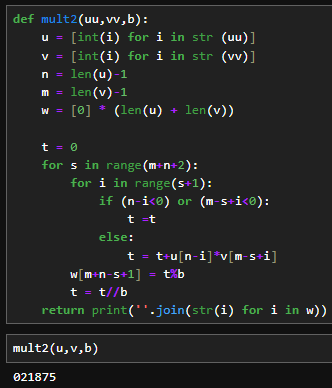 def mult2(uu,vv,b):
    u = [int(i) for i in str (uu)]
    v = [int(i) for i in str (vv)]
    n = len(u)-1
    m = len(v)-1
    w = [0] * (len(u) + len(v))
    t = 0
    for s in range(m+n+2):
        for i in range(s+1):
            if (n-i<0) or (m-s+i<0):
                t =t
            else:
                t = t+u[n-i]*v[m-s+i]
        w[m+n-s+1] = t%b
        t = t//b
    return print(''.join(str(i) for i in w))
mult2(u,v,b)
021875